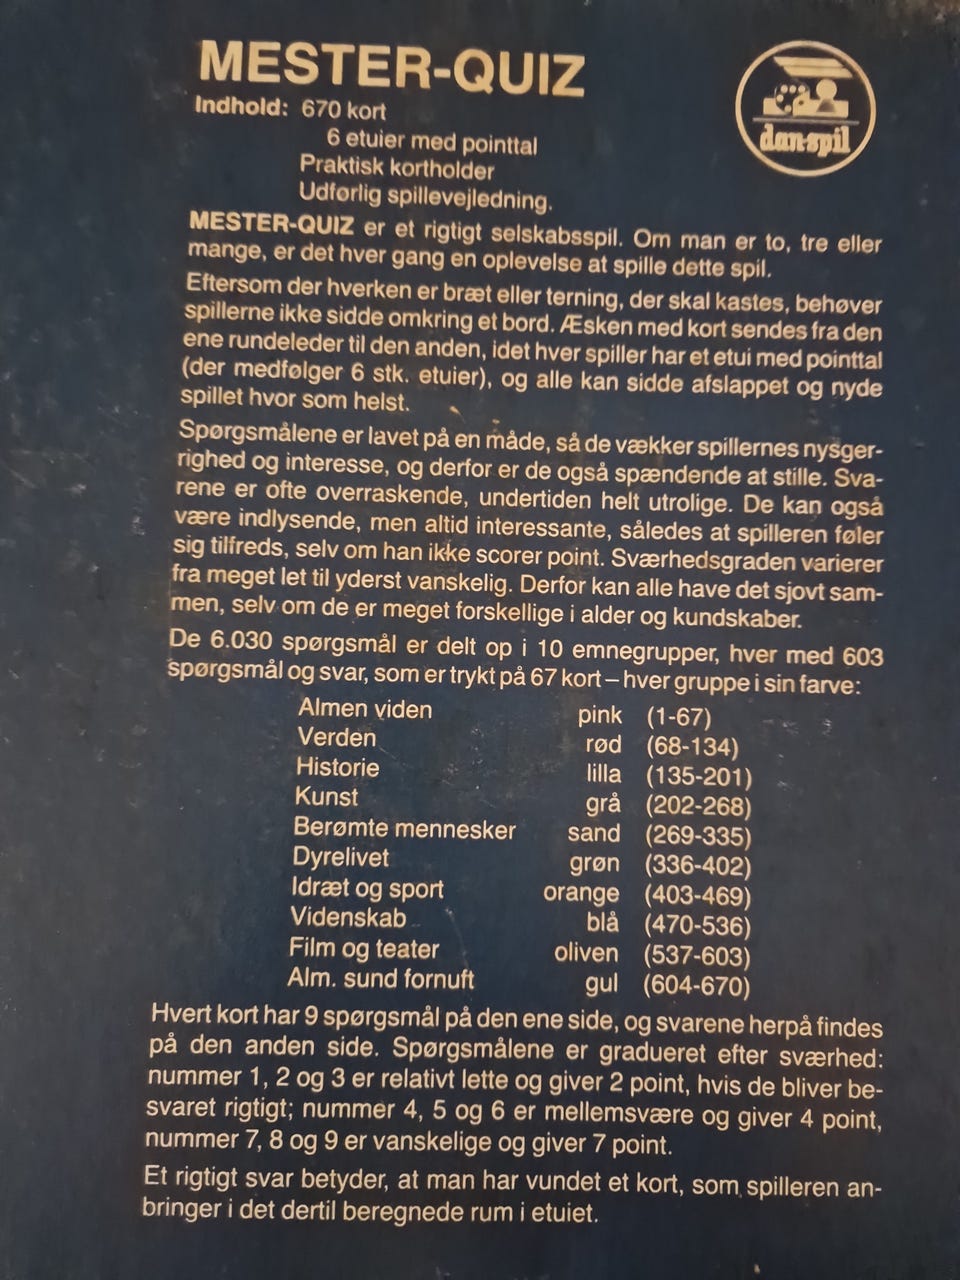 MESTER-QUIZ
dan-spil
Indhold: 670 kort
6 etuier med pointtal
Praktisk kortholder
Udførlig spillevejledning.
MESTER-QUIZ er et rigtigt selskabsspil. Om man er to, tre eller
mange, er det hver gang en oplevelse at spille dette spil.
Eftersom der hverken er bræt eller terning, der skal kastes, behøver
spillerne ikke sidde omkring et bord. Æsken med kort sendes fra den
ene rundeleder til den anden, idet hver spiller har et etui med pointtal
(der medfølger 6 stk. etuier), og alle kan sidde afslappet og nyde
spillet hvor som helst.
Spørgsmålene er lavet på en måde, så de vækker spillernes nysger-
righed og interesse, og derfor er de også spændende at stille. Sva-
rene er ofte overraskende, undertiden helt utrolige. De kan også
være indlysende, men altid interessante, således at spilleren føler
sig tilfreds, selv om han ikke scorer point. Sværhedsgraden varierer
fra meget let til yderst vanskelig. Derfor kan alle have det sjovt sam-
men, selv om de er meget forskellige i alder og kundskaber.
De 6.030 spørgsmål er delt op i 10 emnegrupper, hver med 603
spørgsmål og svar, som er trykt på 67 kort – hver gruppe i sin farve:
Almen viden pink (1-67)
Verden rød (68-134)
Historie lilla (135-201)
Kunst grå (202-268)
Berømte mennesker sand (269-335)
Dyrelivet grøn (336-402)
Idræt og sport orange (403-469)
Videnskab blå (470-536)
Film og teater oliven (537-603)
Alm. sund fornuft gul (604-670)
Hvert kort har 9 spørgsmål på den ene side, og svarene herpå findes
på den anden side. Spørgsmålene er gradueret efter sværhed:
nummer 1, 2 og 3 er relativt lette og giver 2 point, hvis de bliver be-
svaret rigtigt; nummer 4, 5 og 6 er mellemsvære og giver 4 point,
nummer 7, 8 og 9 er vanskelige og giver 7 point.
Et rigtigt svar betyder, at man har vundet et kort, som spilleren an-
bringer i det dertil beregnede rum i etuiet.